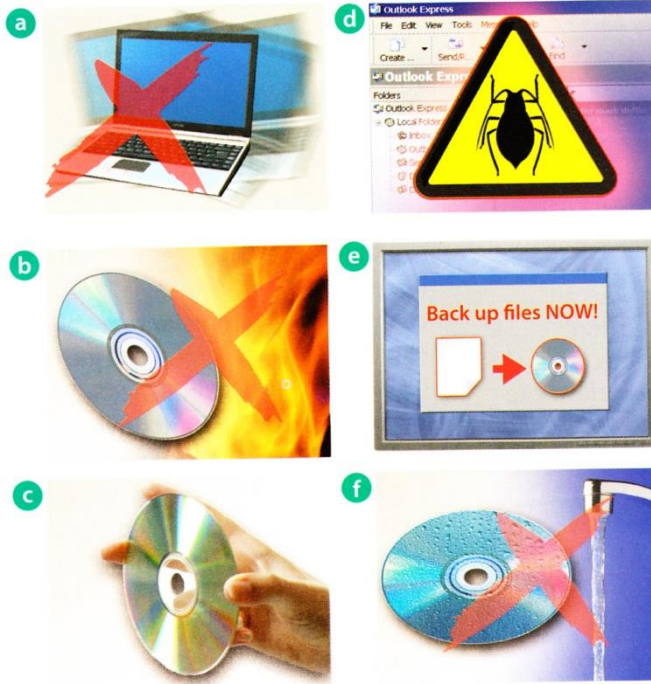 a
d
Outlook Express
File Edit View Tools
Create ...
Send/R...
Find
Outlook Expr
Folders
Outlook Express
Local Folder
Inbox
b
e
Back up files NOW!
c
f